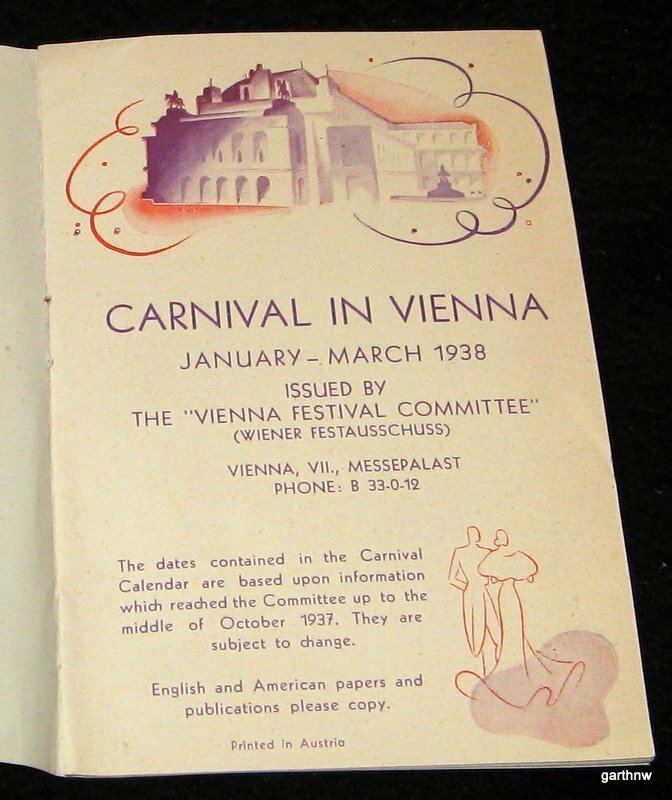 CARNIVAL IN VIENNA
JANUARY – MARCH 1938
ISSUED BY
THE "VIENNA FESTIVAL COMMITTEE"
(WIENER FESTAUSSCHUSS)
VIENNA, VII., MESSEPALAST
PHONE: B 33-0-12
The dates contained in the Carnival
Calendar are based upon information
which reached the Committee up to the
middle of October 1937. They are
subject to change.
English and American papers and
publications please copy.
Printed in Austria
garthnw